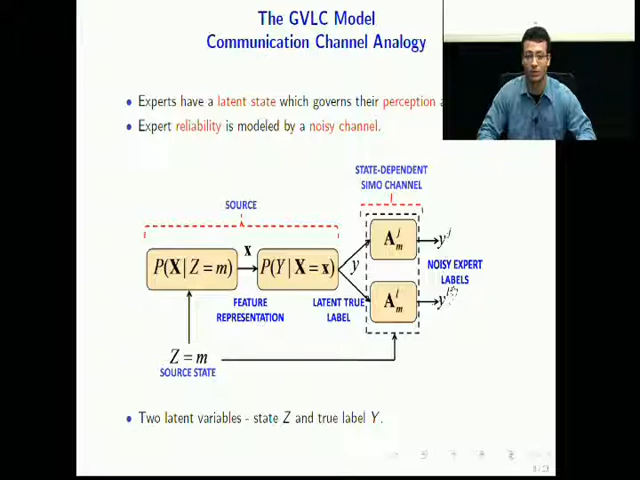 The GVLC Model
Communication Channel Analogy
Experts have a latent state which governs their perception
Expert reliability is modeled by a noisy channel.
STATE-DEPENDENT
SIMO CHANNEL
SOURCE
P(X | Z = m)
x
P(Y | X = x)
y
A_m^j
y^j
NOISY EXPERT
LABELS
FEATURE
REPRESENTATION
LATENT TRUE
LABEL
A_m^l
Z = m
SOURCE STATE
Two latent variables - state Z and true label Y.